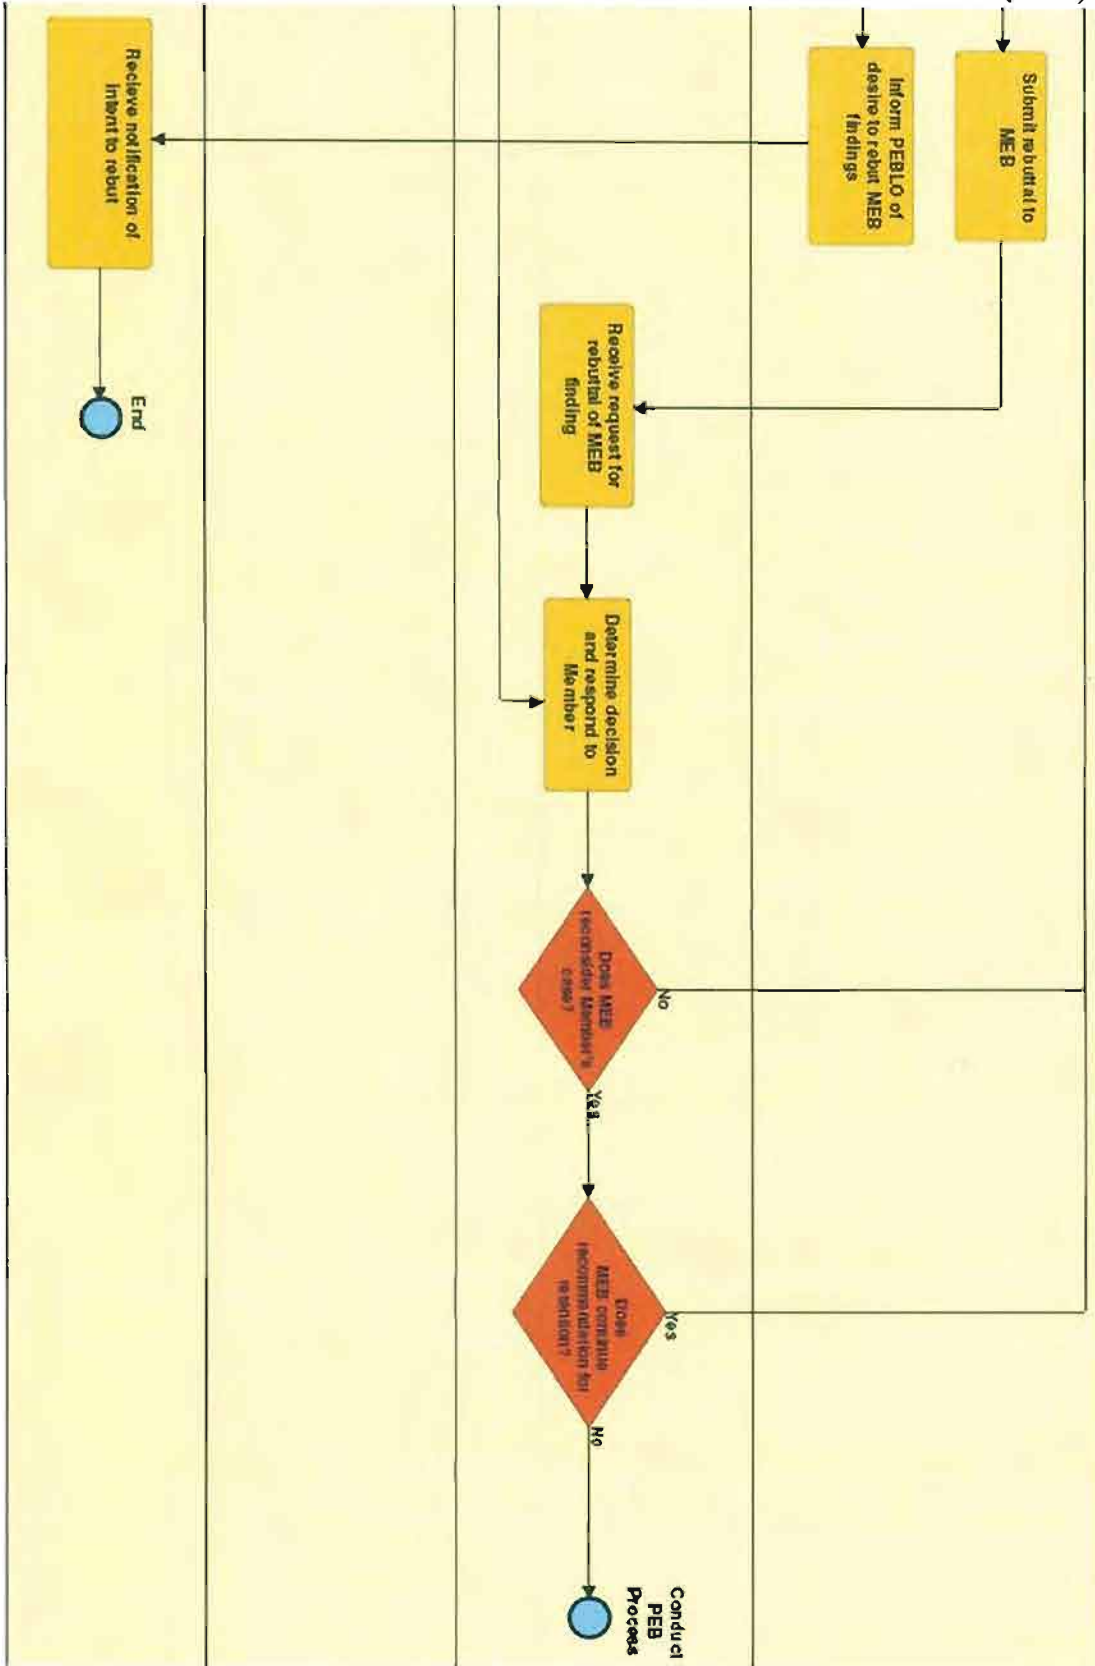 Submit rebuttal to
MEB
Inform PEBLO of
desire to rebut MEB
findings
Recieve notification of
intent to rebut
End
Receive request for
rebuttal of MEB
finding
Determine decision
and respond to
Member
Does MEB
reconsider Member's
case?
No
Yes
Does
MEB continue
recommendation for
retension?
Yes
No
Conduct
PEB
Process